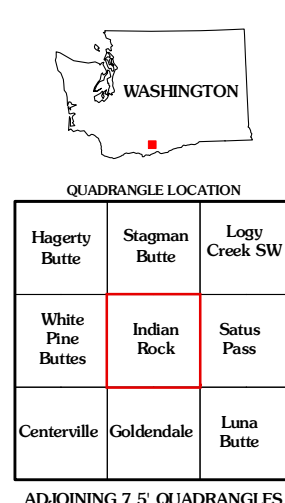 WASHINGTON
QUADRANGLE LOCATION
Hagerty
Butte
Stagman
Butte
Logy
Creek SW
White
Pine
Buttes
Indian
Rock
Satus
Pass
Centerville
Goldendale
Luna
Butte
ADJOINING 7.5' QUADRANGLES